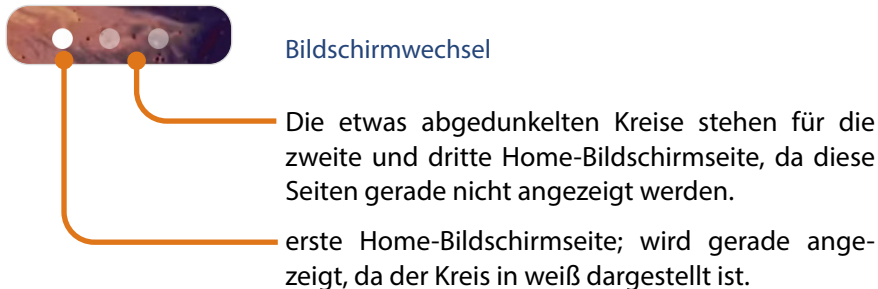 Bildschirmwechsel
Die etwas abgedunkelten Kreise stehen für die
zweite und dritte Home-Bildschirmseite, da diese
Seiten gerade nicht angezeigt werden.
erste Home-Bildschirmseite; wird gerade ange-
zeigt, da der Kreis in weiß dargestellt ist.